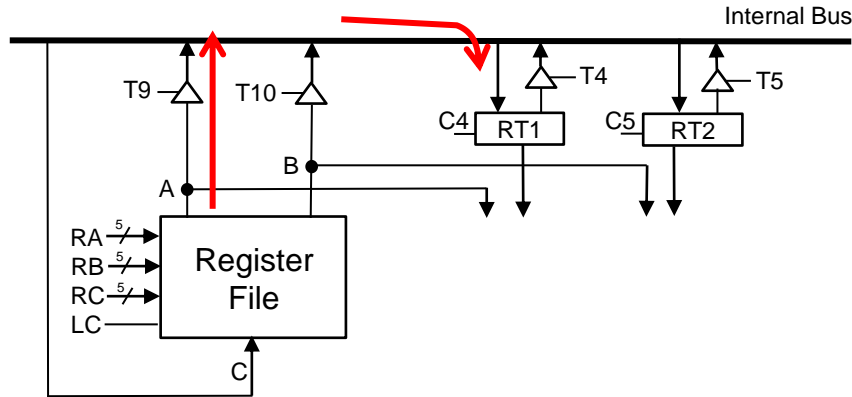 Internal Bus
T9
T10
T4
T5
C4
RT1
C5
RT2
B
A
5
RA
5
RB
5
RC
LC
Register
File
C